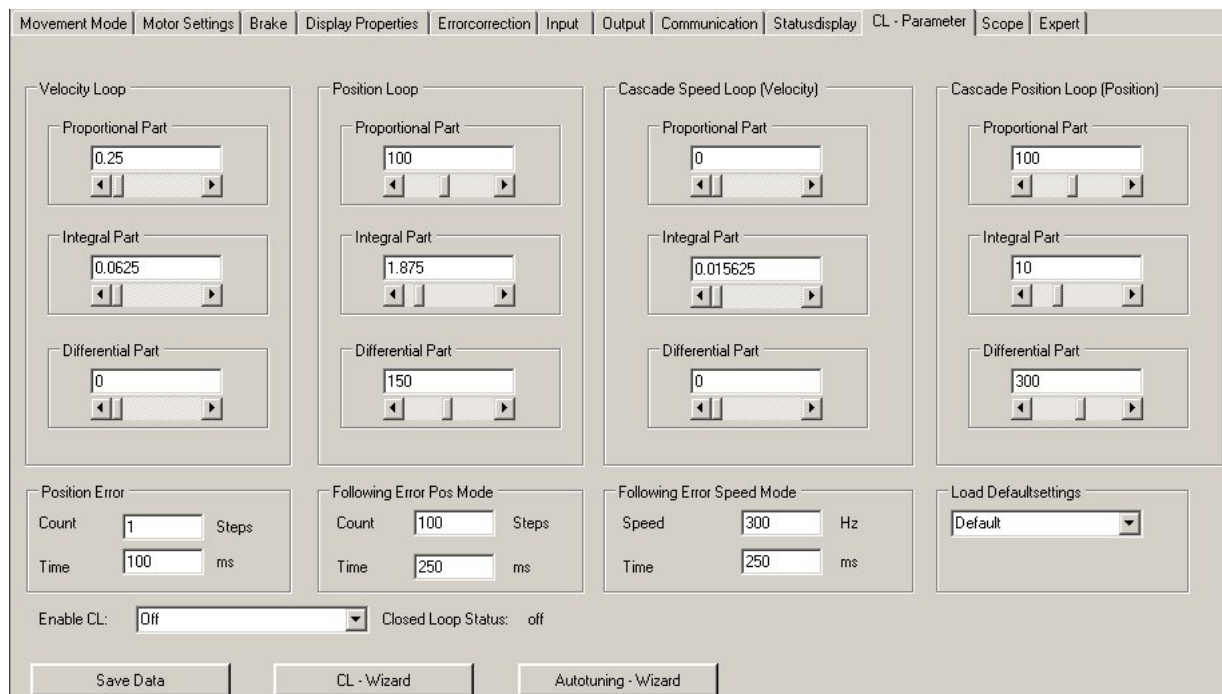 Movement Mode Motor Settings Brake Display Properties Errorcorrection Input Output Communication Statusdisplay CL - Parameter Scope Expert
Velocity Loop
Proportional Part
0.25
Integral Part
0.0625
Differential Part
0
Position Loop
Proportional Part
100
Integral Part
1.875
Differential Part
150
Cascade Speed Loop (Velocity)
Proportional Part
0
Integral Part
0.015625
Differential Part
0
Cascade Position Loop (Position)
Proportional Part
100
Integral Part
10
Differential Part
300
Position Error
Count 1 Steps
Time 100 ms
Following Error Pos Mode
Count 100 Steps
Time 250 ms
Following Error Speed Mode
Speed 300 Hz
Time 250 ms
Load Defaultsettings
Default
Enable CL: Off Closed Loop Status: off
Save Data CL - Wizard Autotuning - Wizard